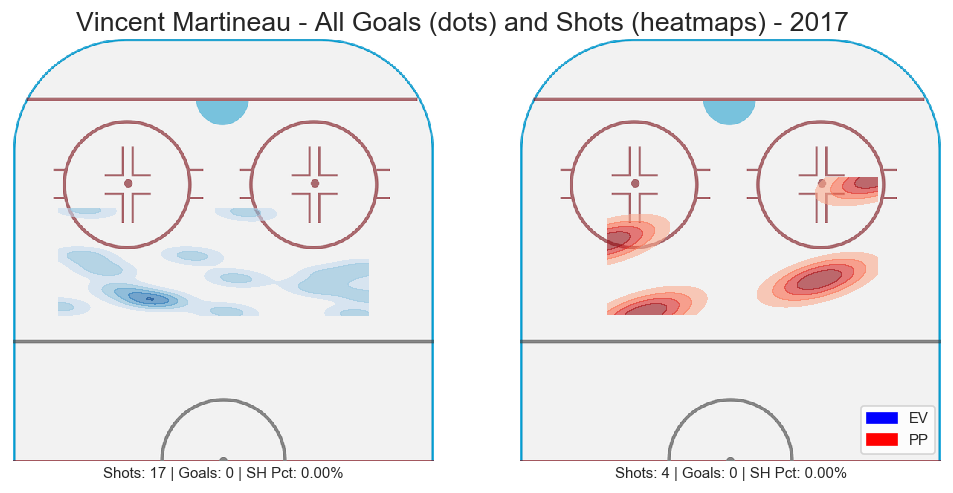 Vincent Martineau - All Goals (dots) and Shots (heatmaps) - 2017
EV
PP
Shots: 17 | Goals: 0 | SH Pct: 0.00%
Shots: 4 | Goals: 0 | SH Pct: 0.00%